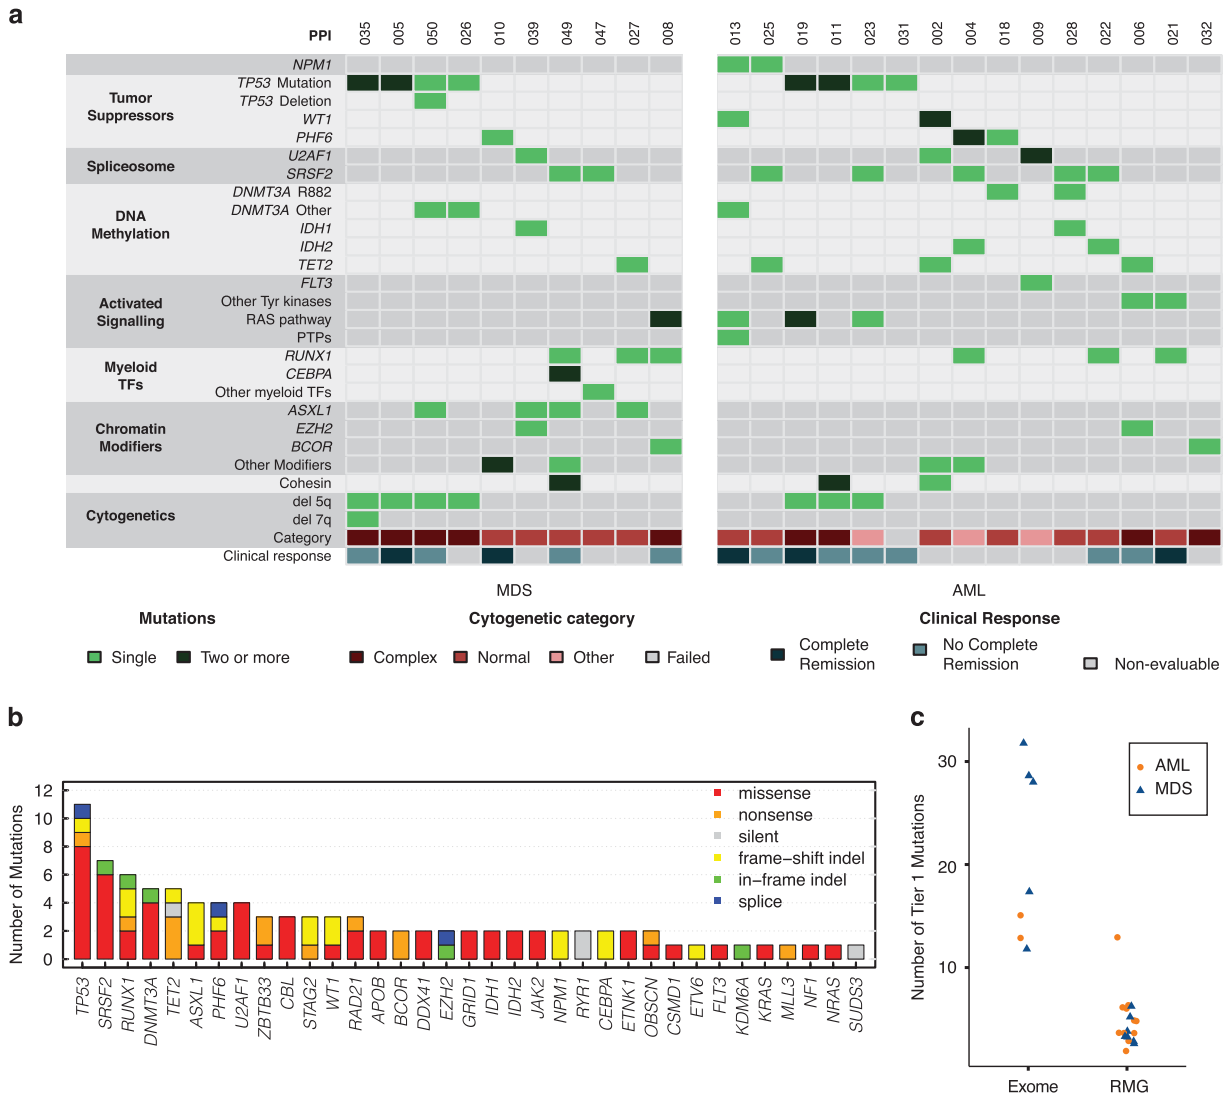 a
PPI 035 005 050 026 010 039 049 047 027 008 013 025 019 011 023 031 002 004 018 009 028 022 006 021 032
NPM1
Tumor Suppressors
TP53 Mutation
TP53 Deletion
WT1
PHF6
Spliceosome
U2AF1
SRSF2
DNA Methylation
DNMT3A R882
DNMT3A Other
IDH1
IDH2
TET2
Activated Signalling
FLT3
Other Tyr kinases
RAS pathway
PTPs
Myeloid TFs
RUNX1
CEBPA
Other myeloid TFs
Chromatin Modifiers
ASXL1
EZH2
BCOR
Other Modifiers
Cohesin
Cytogenetics
del 5q
del 7q
Category
Clinical response
MDS AML
Mutations Cytogenetic category Clinical Response
Single Two or more Complex Normal Other Failed Complete Remission No Complete Remission Non-evaluable
b
Number of Mutations
12
10
8
6
4
2
0
missense
nonsense
silent
frame-shift indel
in-frame indel
splice
TP53 SRSF2 RUNX1 DNMT3A TET2 ASXL1 PHF6 U2AF1 ZBTB33 CBL STAG2 WT1 RAD21 APOB BCOR DDX41 EZH2 GRID1 IDH1 IDH2 JAK2 NPM1 RYR1 CEBPA ETNK1 OBSCN CSMD1 ETV6 FLT3 KDM6A KRAS MLL3 NF1 NRAS SUDS3
c
Number of Tier 1 Mutations
30
20
10
AML
MDS
Exome RMG